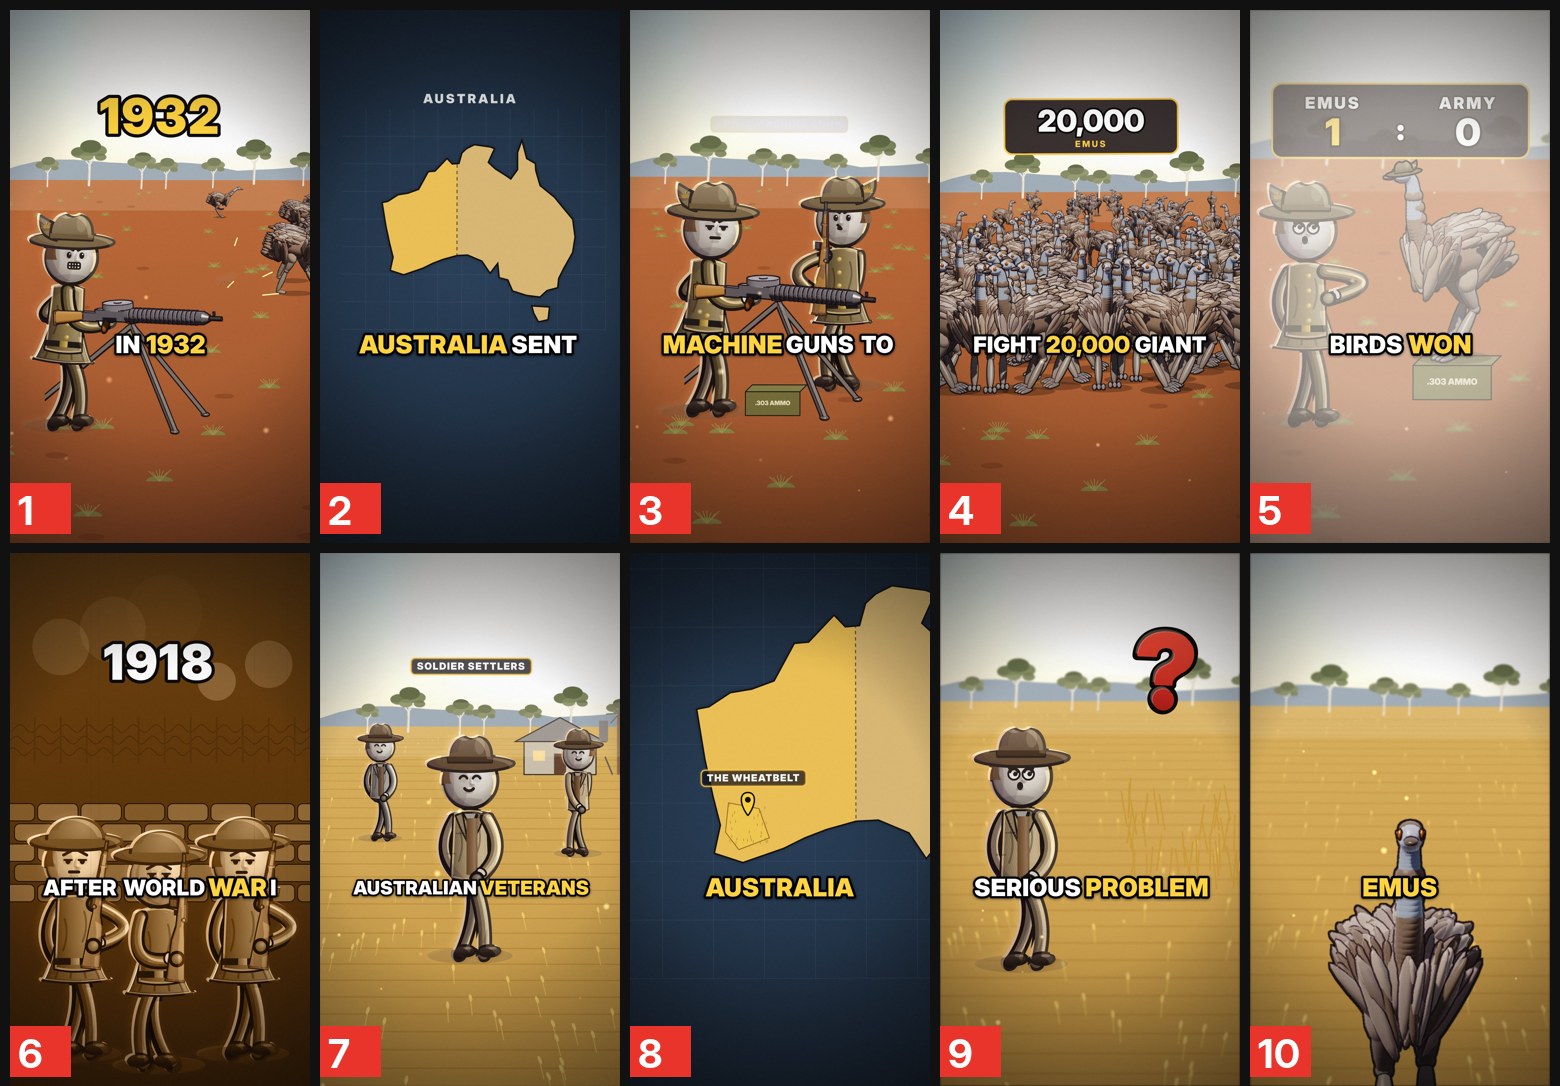 1932
IN 1932
1
AUSTRALIA
AUSTRALIA SENT
2
MACHINE GUNS TO
.303 AMMO
3
20,000
EMUS
FIGHT 20,000 GIANT
4
EMUS ARMY
1 : 0
BIRDS WON
.303 AMMO
5
1918
AFTER WORLD WAR I
6
SOLDIER SETTLERS
AUSTRALIAN VETERANS
7
THE WHEATBELT
AUSTRALIA
8
?
SERIOUS PROBLEM
9
EMUS
10